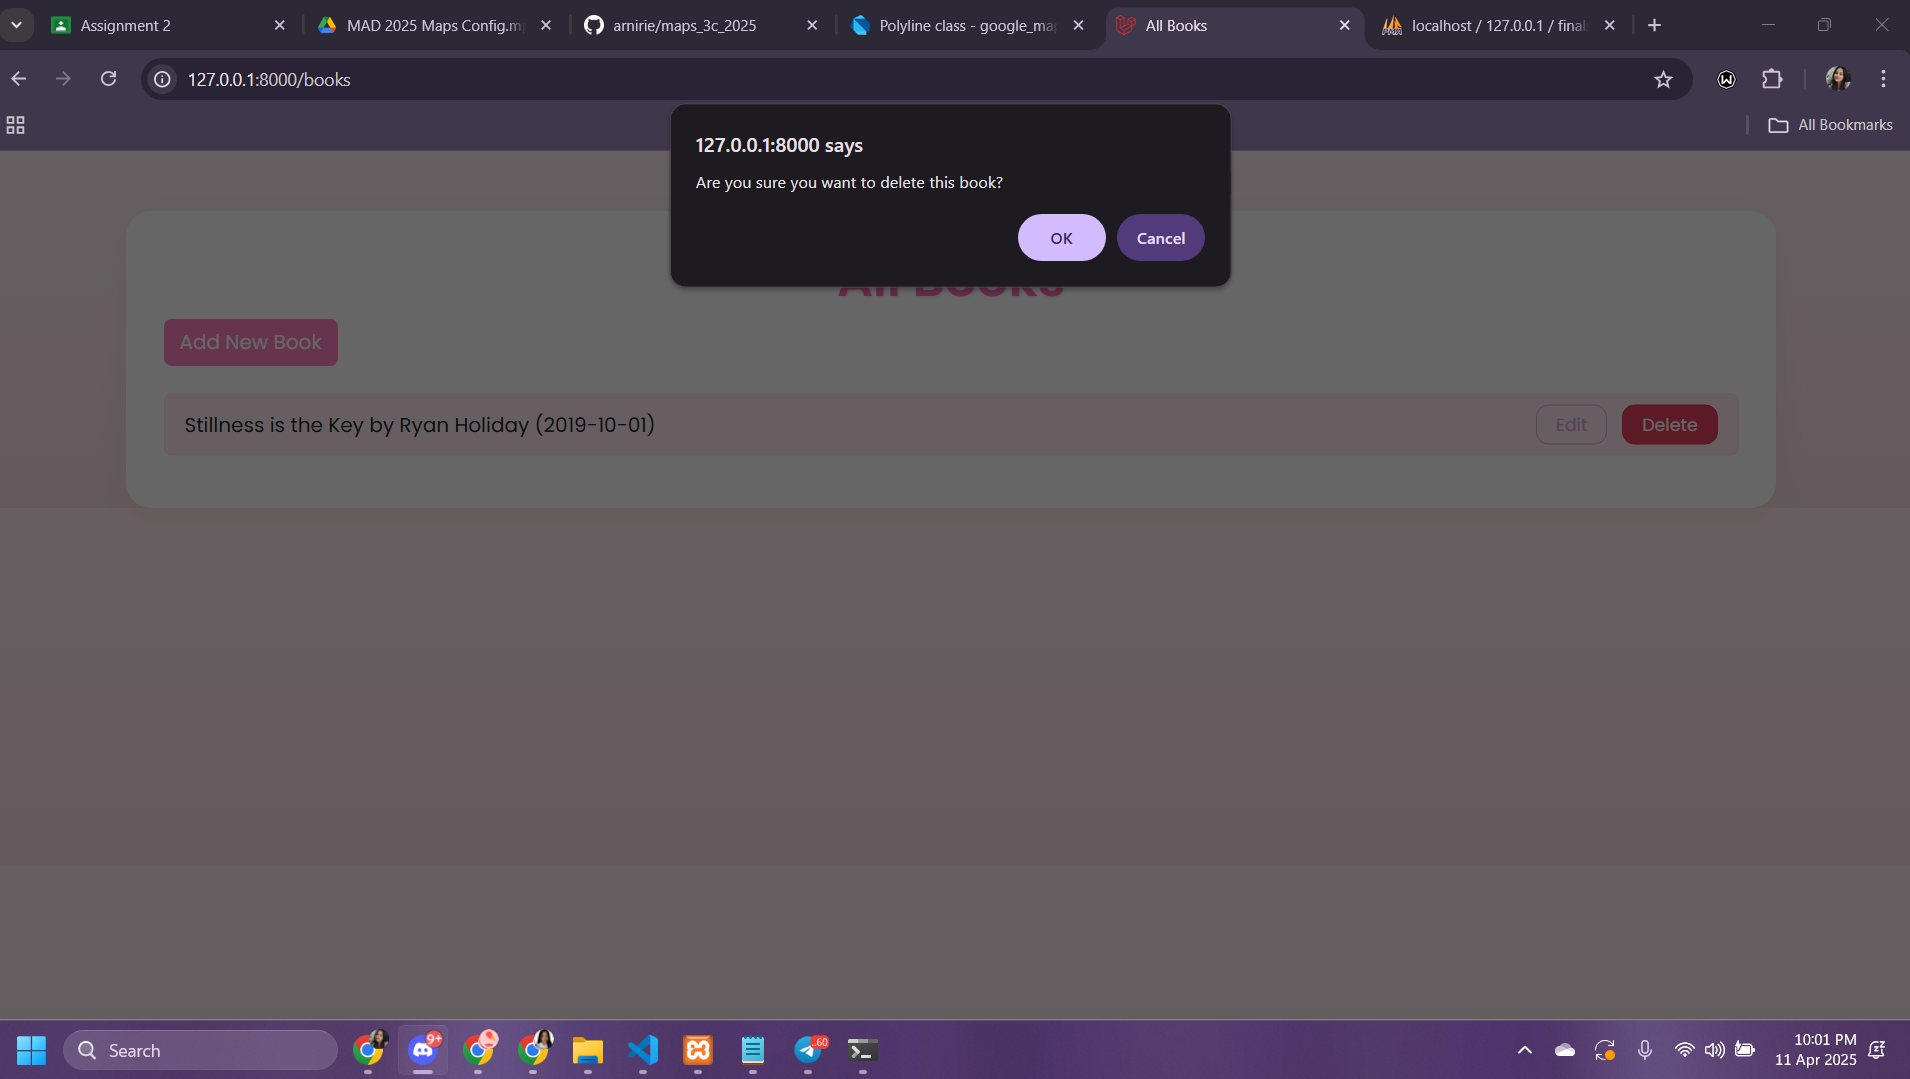 Assignment 2
MAD 2025 Maps Config.m
arnirie/maps_3c_2025
Polyline class - google_ma
All Books
localhost / 127.0.0.1 / final
127.0.0.1:8000/books
All Bookmarks
127.0.0.1:8000 says
Are you sure you want to delete this book?
OK
Cancel
All Books
Add New Book
Stillness is the Key by Ryan Holiday (2019-10-01)
Edit
Delete
Search
9+
..60
10:01 PM
11 Apr 2025